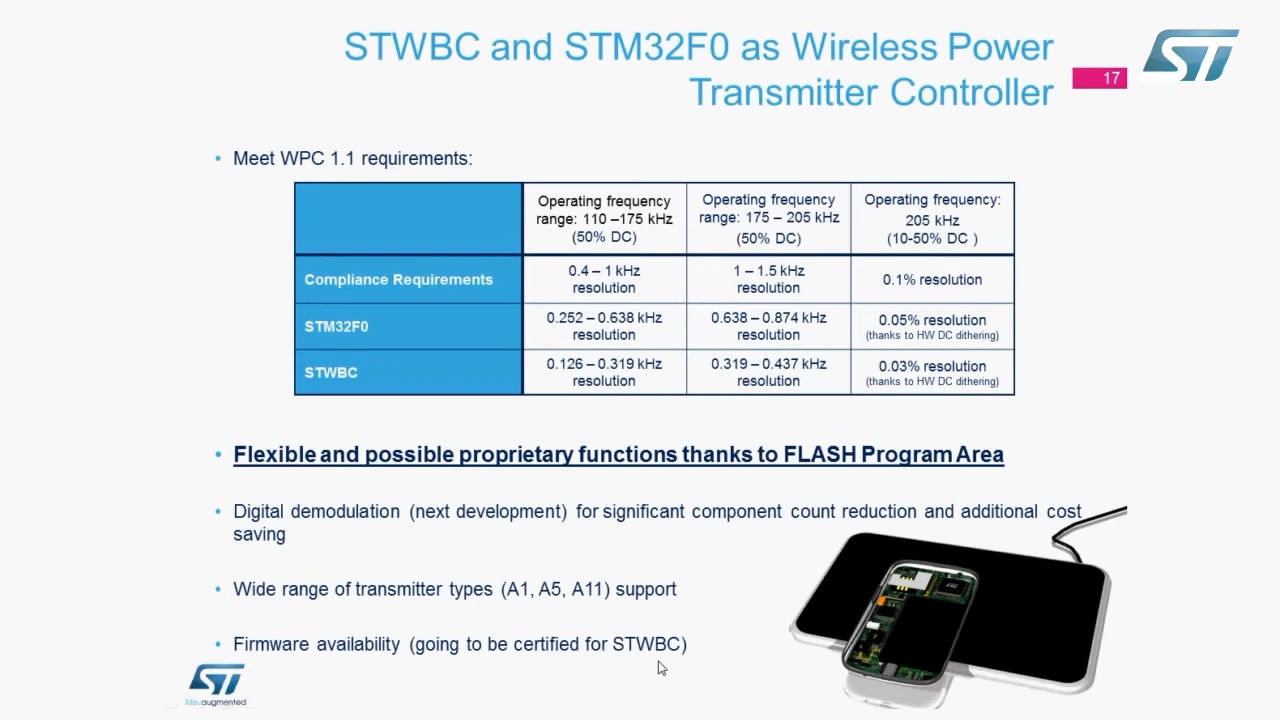 STWBC and STM32F0 as Wireless Power
Transmitter Controller
17
ST
• Meet WPC 1.1 requirements:
Operating frequency
range: 110 –175 kHz
(50% DC)
Operating frequency
range: 175 – 205 kHz
(50% DC)
Operating frequency:
205 kHz
(10-50% DC )
Compliance Requirements
0.4 – 1 kHz
resolution
1 – 1.5 kHz
resolution
0.1% resolution
STM32F0
0.252 – 0.638 kHz
resolution
0.638 – 0.874 kHz
resolution
0.05% resolution
(thanks to HW DC dithering)
STWBC
0.126 – 0.319 kHz
resolution
0.319 – 0.437 kHz
resolution
0.03% resolution
(thanks to HW DC dithering)
• Flexible and possible proprietary functions thanks to FLASH Program Area
• Digital demodulation (next development) for significant component count reduction and additional cost
saving
• Wide range of transmitter types (A1, A5, A11) support
• Firmware availability (going to be certified for STWBC)
ST
life.augmented